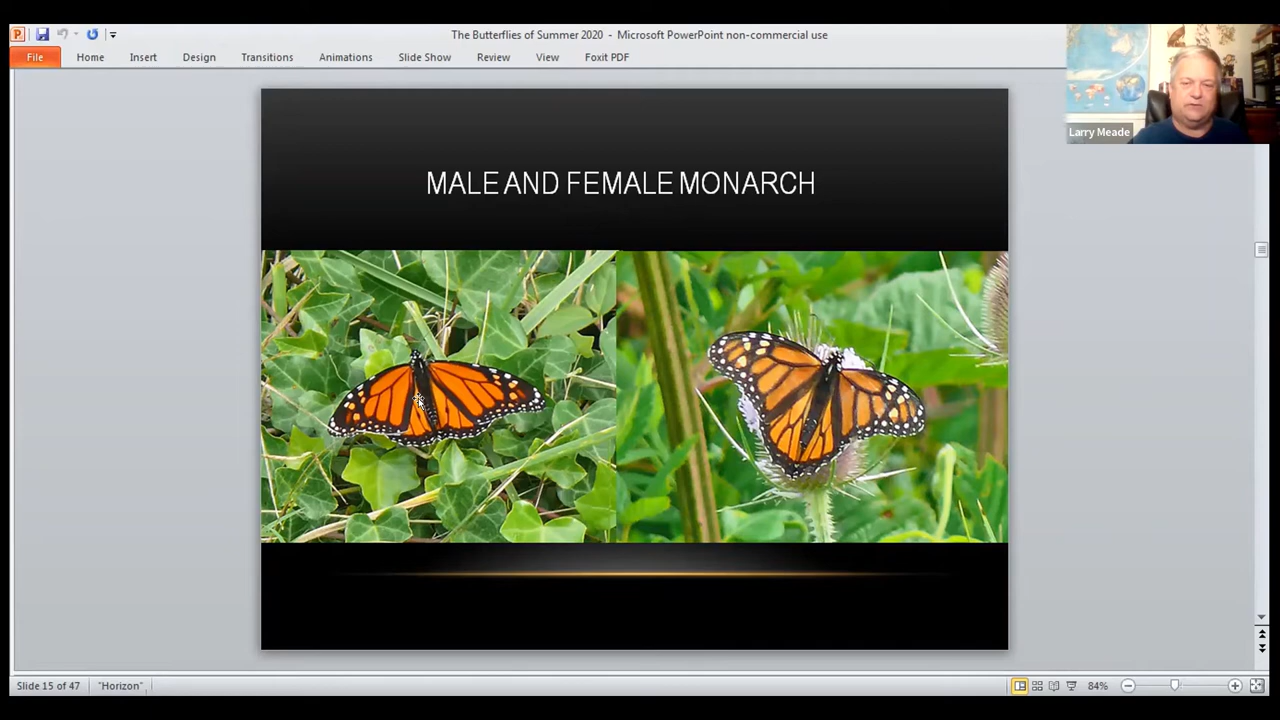 The Butterflies of Summer 2020 - Microsoft PowerPoint non-commercial use
File Home Insert Design Transitions Animations Slide Show Review View Foxit PDF
Larry Meade
MALE AND FEMALE MONARCH
Slide 15 of 47 "Horizon" 84%